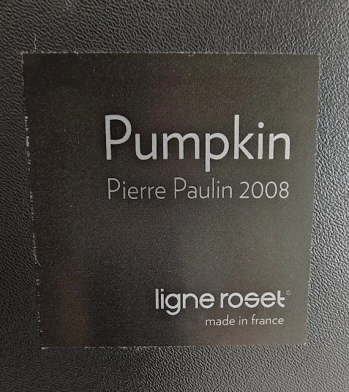 Pumpkin
Pierre Paulin 2008
ligne roset©
made in france